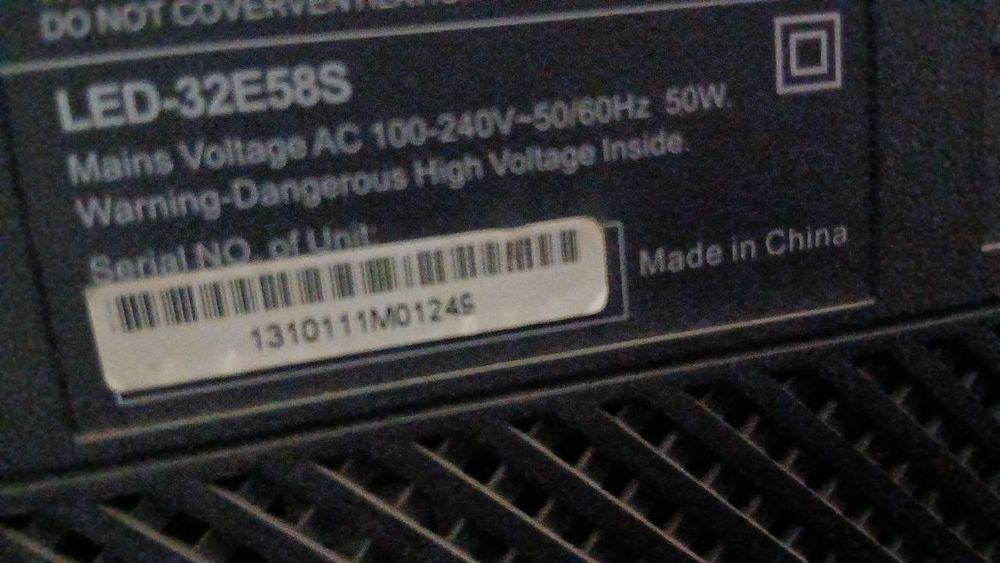 DO NOT COVER
LED-32E58S
Mains Voltage AC 100-240V~50/60Hz 50W.
Warning-Dangerous High Voltage Inside.
Serial NO. of Unit:
Made in China